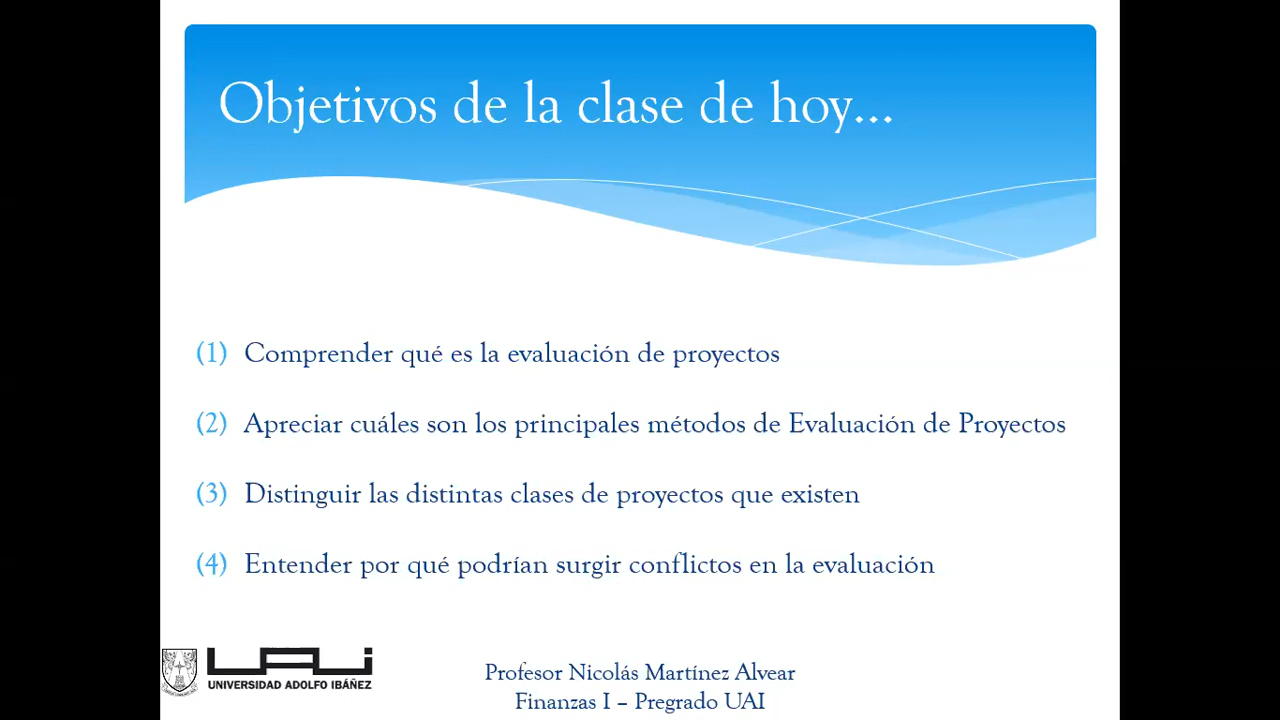 Objetivos de la clase de hoy...
(1) Comprender qué es la evaluación de proyectos
(2) Apreciar cuáles son los principales métodos de Evaluación de Proyectos
(3) Distinguir las distintas clases de proyectos que existen
(4) Entender por qué podrían surgir conflictos en la evaluación
UAI
UNIVERSIDAD ADOLFO IBÁÑEZ
Profesor Nicolás Martínez Alvear
Finanzas I – Pregrado UAI